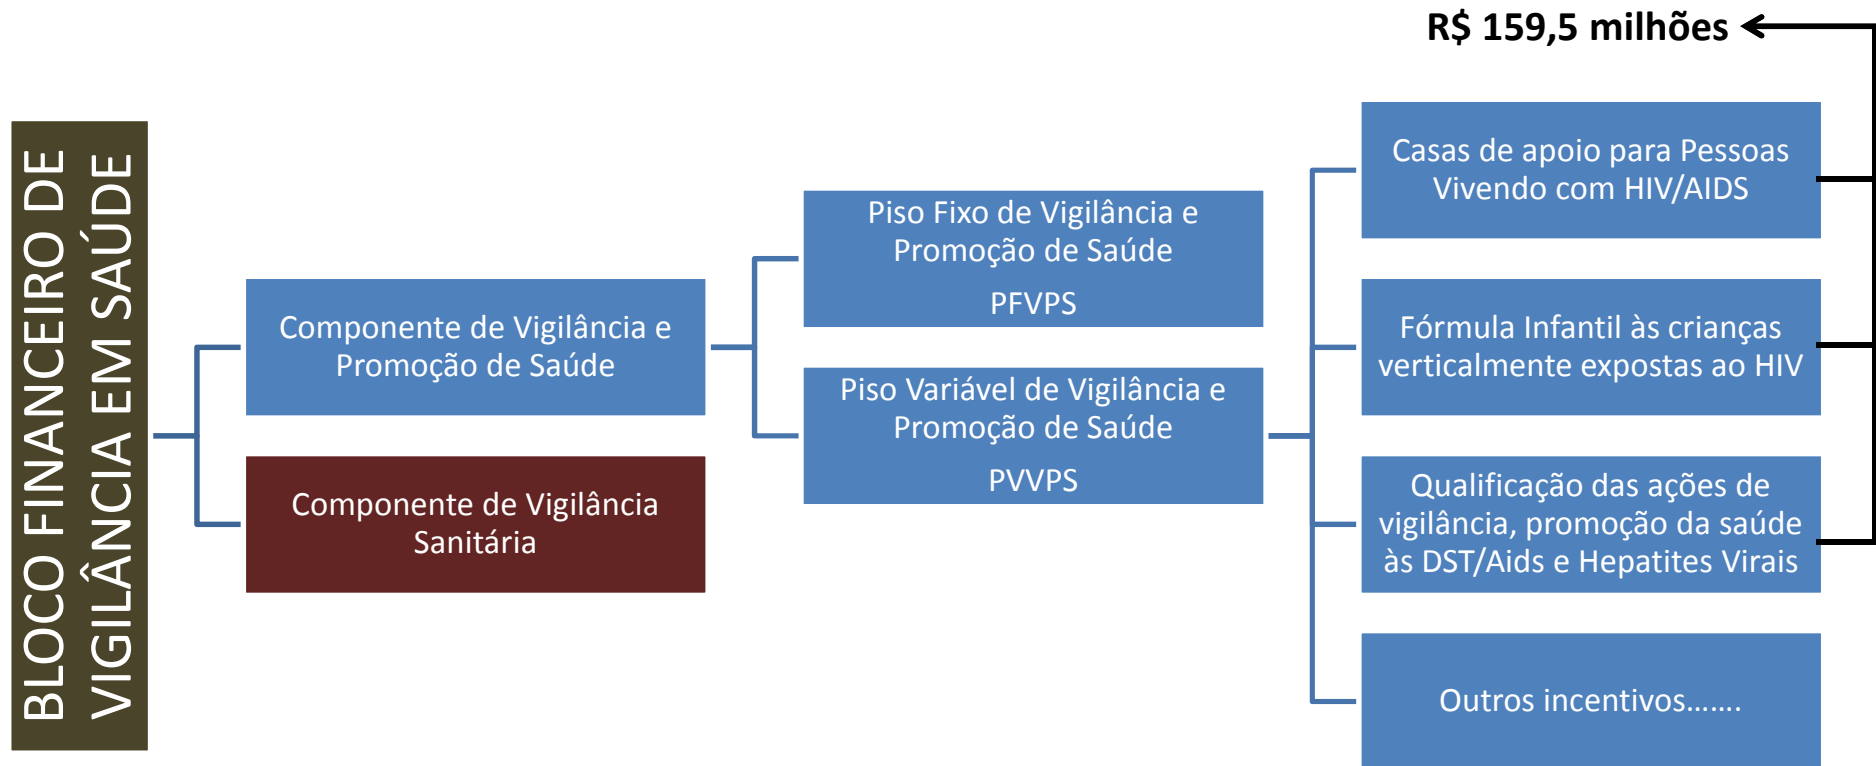 R$ 159,5 milhões
BLOCO FINANCEIRO DE
VIGILÂNCIA EM SAÚDE
Componente de Vigilância e
Promoção de Saúde
Componente de Vigilância
Sanitária
Piso Fixo de Vigilância e
Promoção de Saúde
PFVPS
Piso Variável de Vigilância e
Promoção de Saúde
PVVPS
Casas de apoio para Pessoas
Vivendo com HIV/AIDS
Fórmula Infantil às crianças
verticalmente expostas ao HIV
Qualificação das ações de
vigilância, promoção da saúde
às DST/Aids e Hepatites Virais
Outros incentivos.......